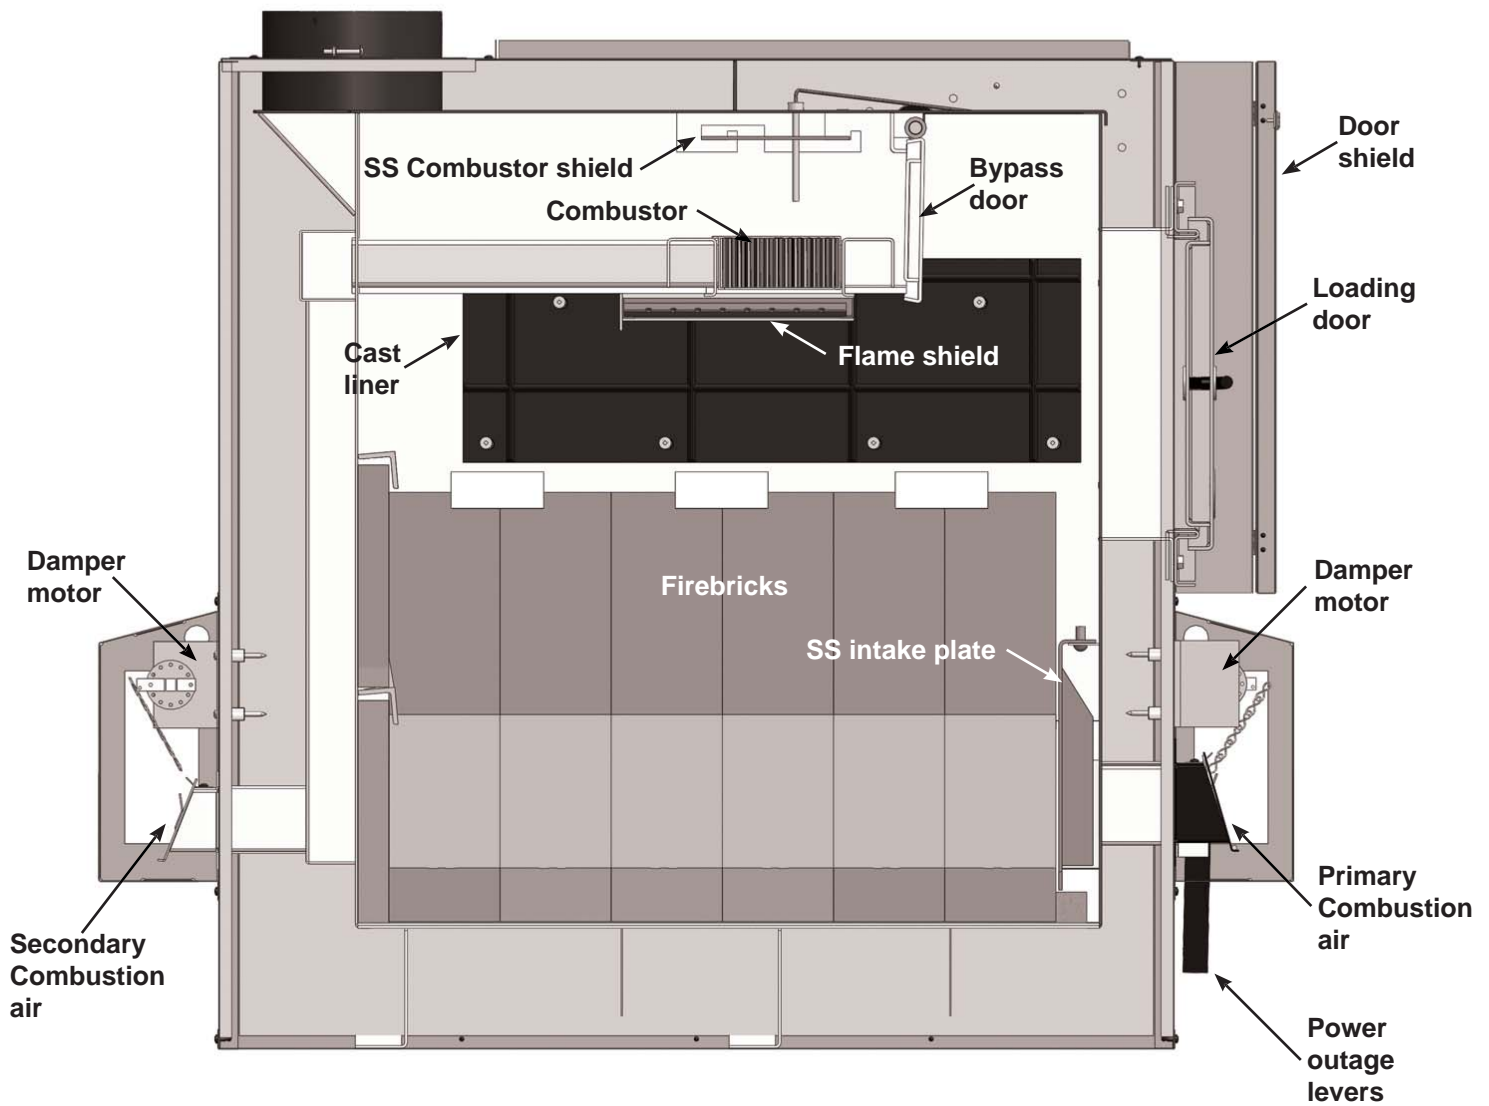 SS Combustor shield
Combustor
Bypass
door
Door
shield
Loading
door
Cast
liner
Flame shield
Damper
motor
Firebricks
Damper
motor
SS intake plate
Primary
Combustion
air
Secondary
Combustion
air
Power
outage
levers